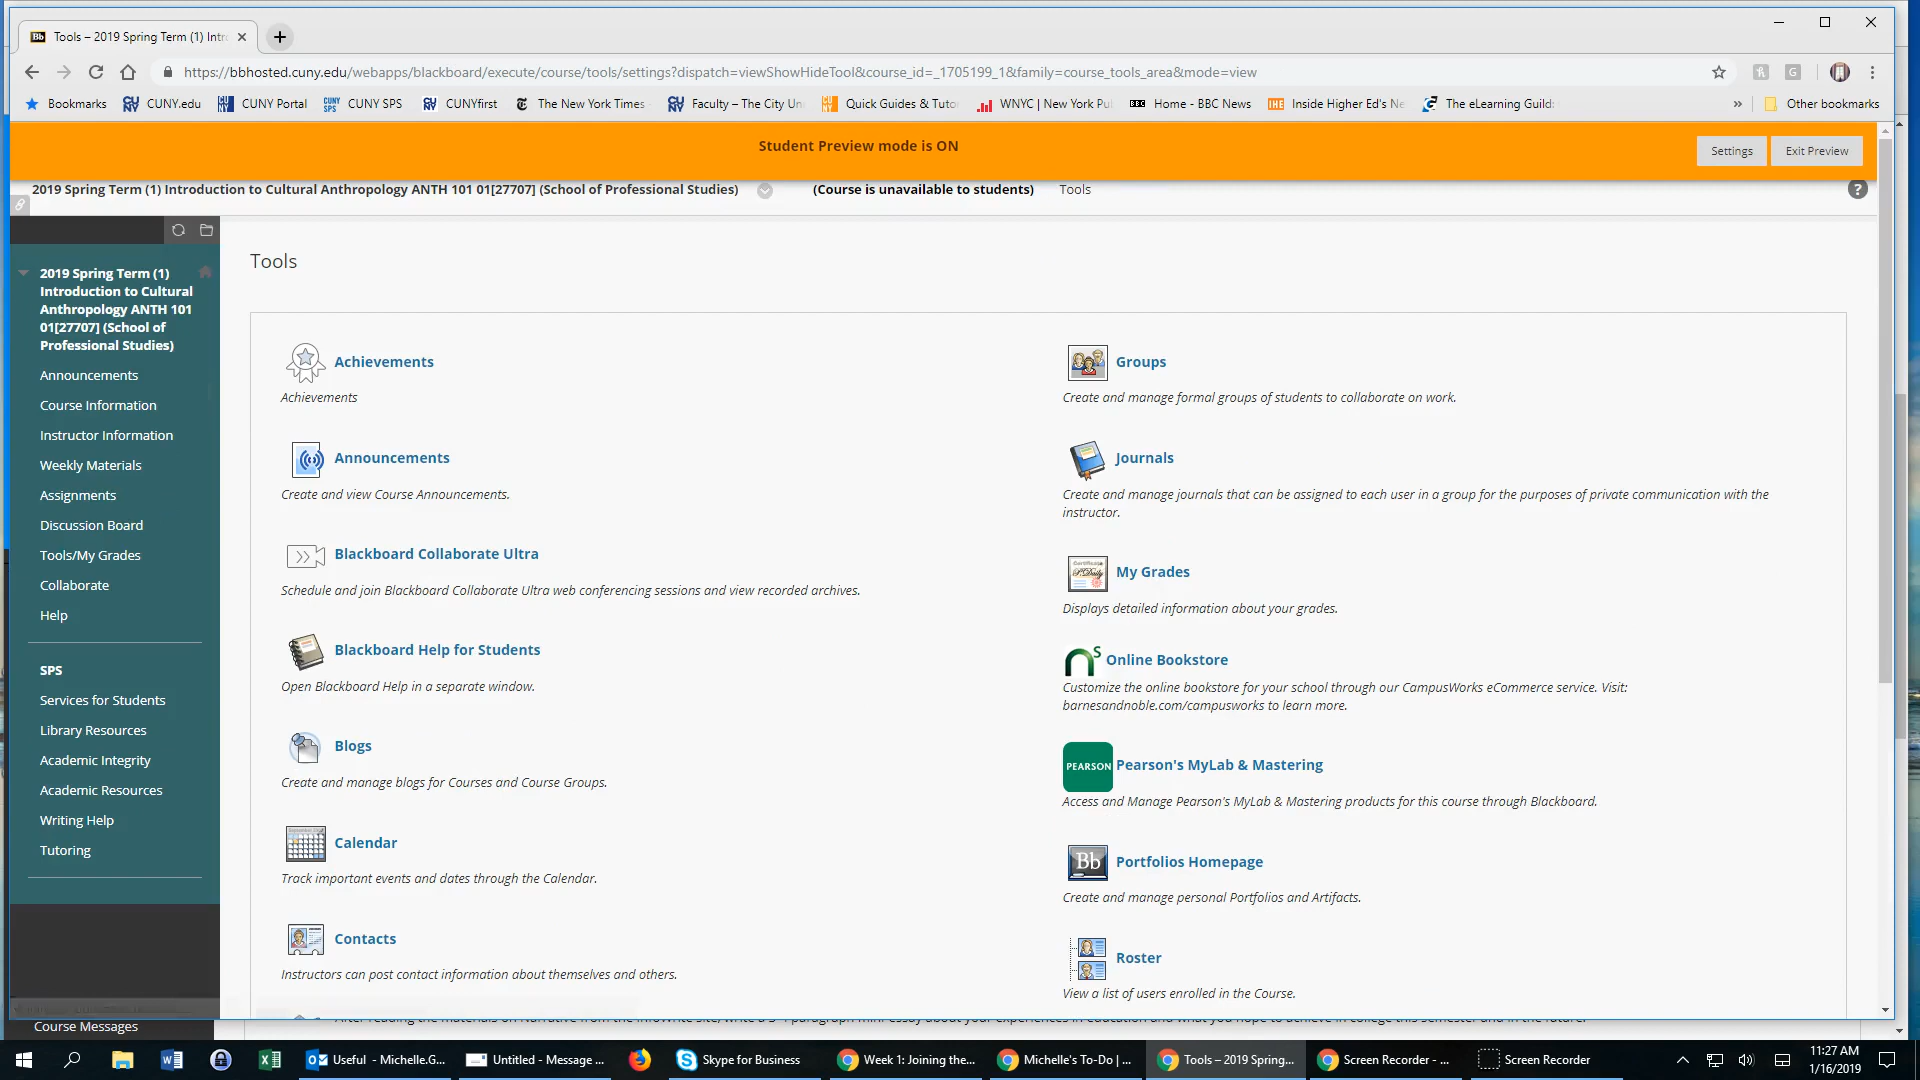 Tools – 2019 Spring Term (1) Intr
https://bbhosted.cuny.edu/webapps/blackboard/execute/course/tools/settings?dispatch=viewShowHideTool&course_id=_1705199_1&family=course_tools_area&mode=view
Bookmarks CUNY.edu CUNY Portal CUNY SPS CUNYfirst The New York Times Faculty – The City Un Quick Guides & Tuto WNYC | New York Pu Home - BBC News Inside Higher Ed's Ne The eLearning Guild: » Other bookmarks
Student Preview mode is ON
Settings Exit Preview
2019 Spring Term (1) Introduction to Cultural Anthropology ANTH 101 01[27707] (School of Professional Studies) (Course is unavailable to students) Tools
2019 Spring Term (1)
Introduction to Cultural
Anthropology ANTH 101
01[27707] (School of
Professional Studies)
Announcements
Course Information
Instructor Information
Weekly Materials
Assignments
Discussion Board
Tools/My Grades
Collaborate
Help
SPS
Services for Students
Library Resources
Academic Integrity
Academic Resources
Writing Help
Tutoring
Course Messages
Tools
Achievements
Achievements
Announcements
Create and view Course Announcements.
Blackboard Collaborate Ultra
Schedule and join Blackboard Collaborate Ultra web conferencing sessions and view recorded archives.
Blackboard Help for Students
Open Blackboard Help in a separate window.
Blogs
Create and manage blogs for Courses and Course Groups.
Calendar
Track important events and dates through the Calendar.
Contacts
Instructors can post contact information about themselves and others.
Groups
Create and manage formal groups of students to collaborate on work.
Journals
Create and manage journals that can be assigned to each user in a group for the purposes of private communication with the
instructor.
My Grades
Displays detailed information about your grades.
Online Bookstore
Customize the online bookstore for your school through our CampusWorks eCommerce service. Visit:
barnesandnoble.com/campusworks to learn more.
PEARSON Pearson's MyLab & Mastering
Access and Manage Pearson's MyLab & Mastering products for this course through Blackboard.
Bb Portfolios Homepage
Create and manage personal Portfolios and Artifacts.
Roster
View a list of users enrolled in the Course.
Useful - Michelle.G... Untitled - Message ... Skype for Business Week 1: Joining the... Michelle's To-Do | ... Tools – 2019 Spring... Screen Recorder - ... Screen Recorder
11:27 AM
1/16/2019